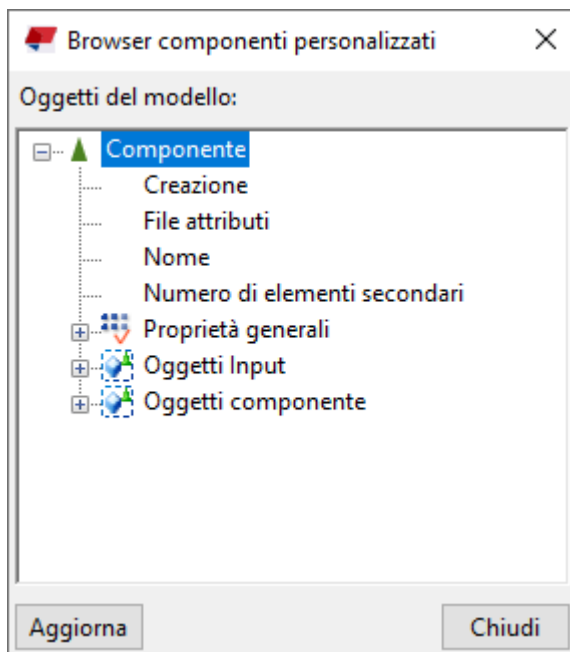 Browser componenti personalizzati
Oggetti del modello:
Componente
Creazione
File attributi
Nome
Numero di elementi secondari
Proprietà generali
Oggetti Input
Oggetti componente
Aggiorna
Chiudi